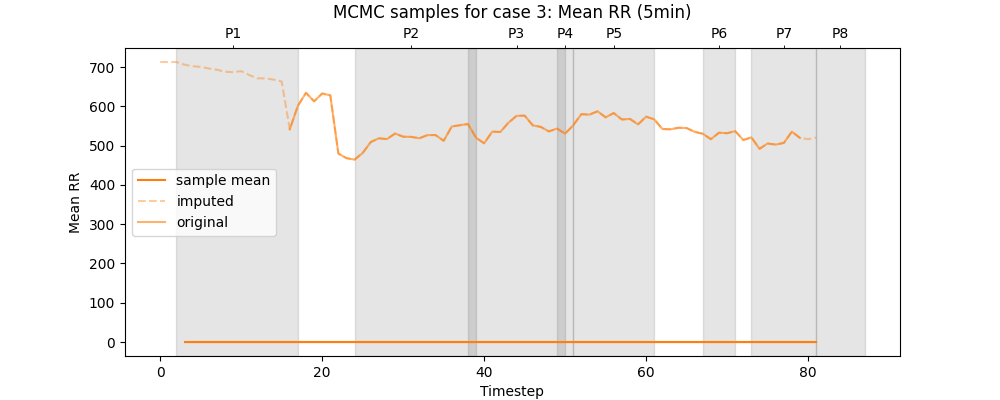 MCMC samples for case 3: Mean RR (5min)
P1 P2 P3 P4 P5 P6 P7 P8
700
600
500
400
300
200
100
0
Mean RR
sample mean
imputed
original
0 20 40 60 80
Timestep